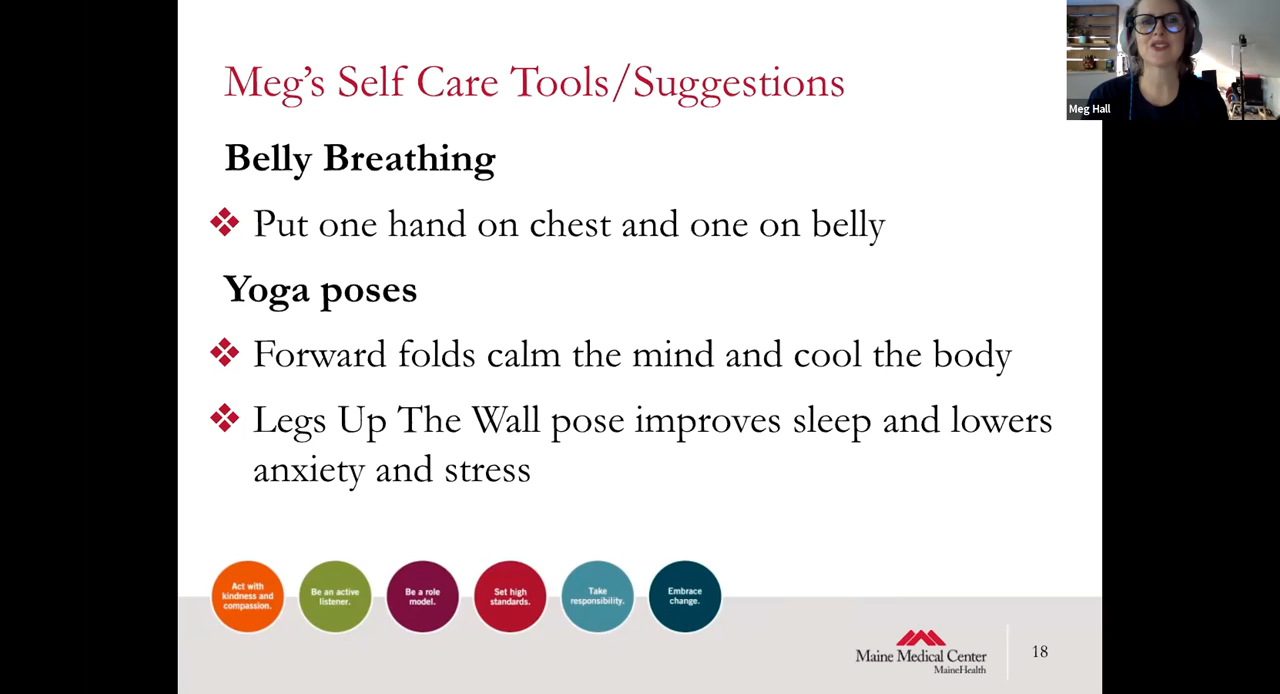 Meg's Self Care Tools/Suggestions
Meg Hall
Belly Breathing
Put one hand on chest and one on belly
Yoga poses
Forward folds calm the mind and cool the body
Legs Up The Wall pose improves sleep and lowers
anxiety and stress
Act with
kindness and
compassion.
Be an active
listener.
Be a role
model.
Set high
standards.
Take
responsibility.
Embrace
change.
Maine Medical Center
MaineHealth
18